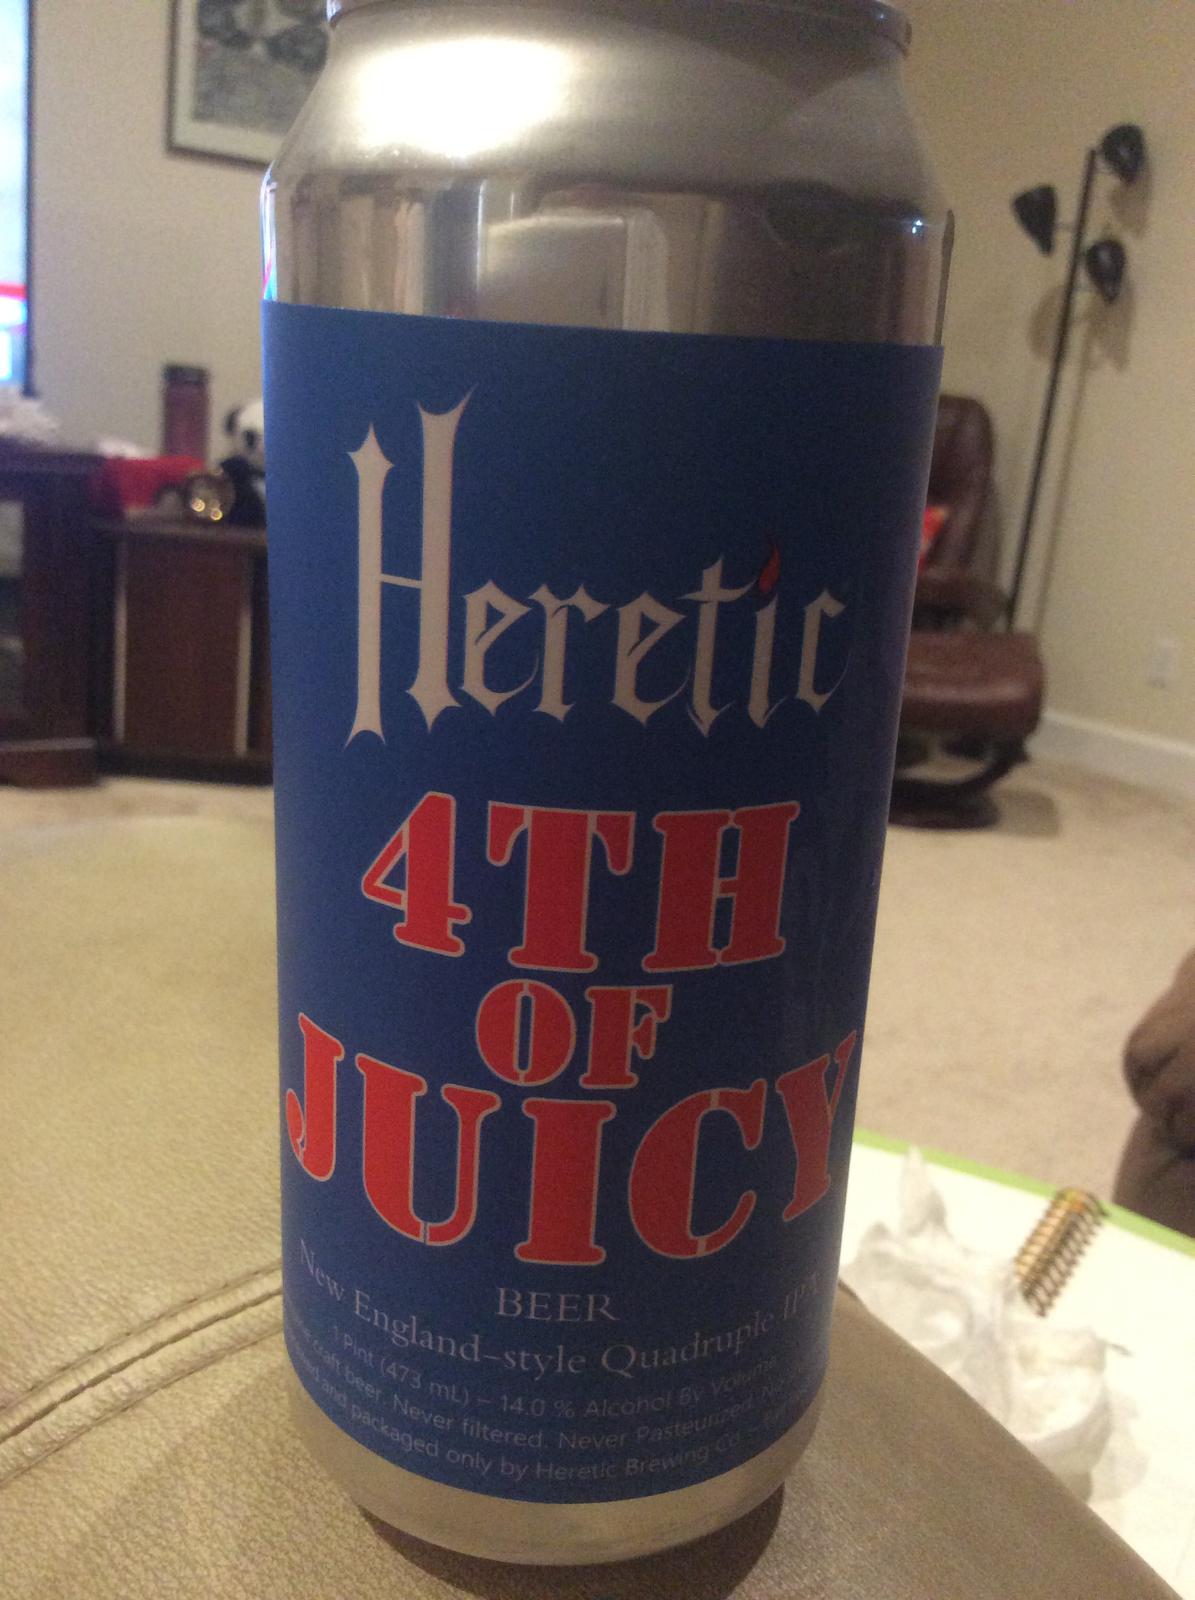 Heretic
4TH
OF
JUICY
BEER
New England-style Quadruple IPA
1 Pint (473 mL) – 14.0 % Alcohol By Volume.
craft beer. Never filtered. Never Pasteurized.
and packaged only by Heretic Brewing Co. –